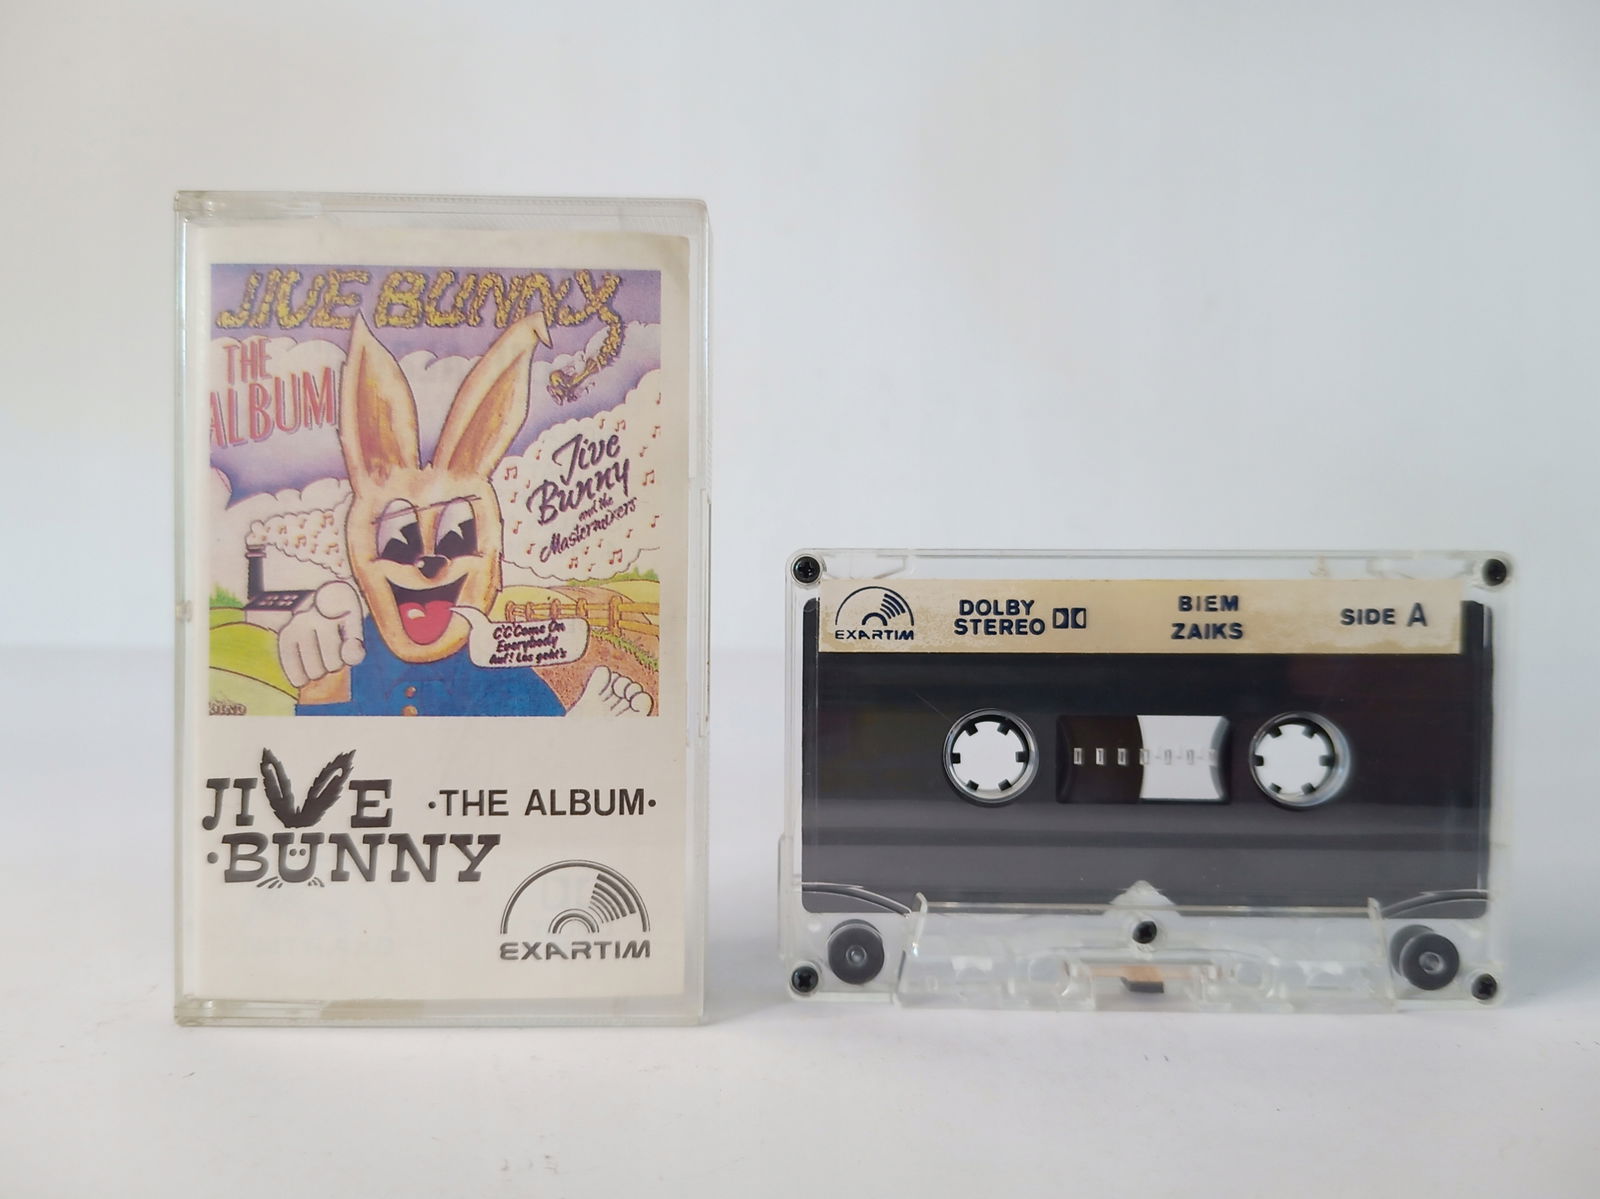 JIVE BUNNY
THE
ALBUM
Jive
Bunny
and the
Mastermixers
C'C'Come On
Everybody
Auf! Los geht's
JIVE
·THE ALBUM·
·BUNNY
EXARTIM
EXARTIM
DOLBY
STEREO
BIEM
ZAIKS
SIDE A